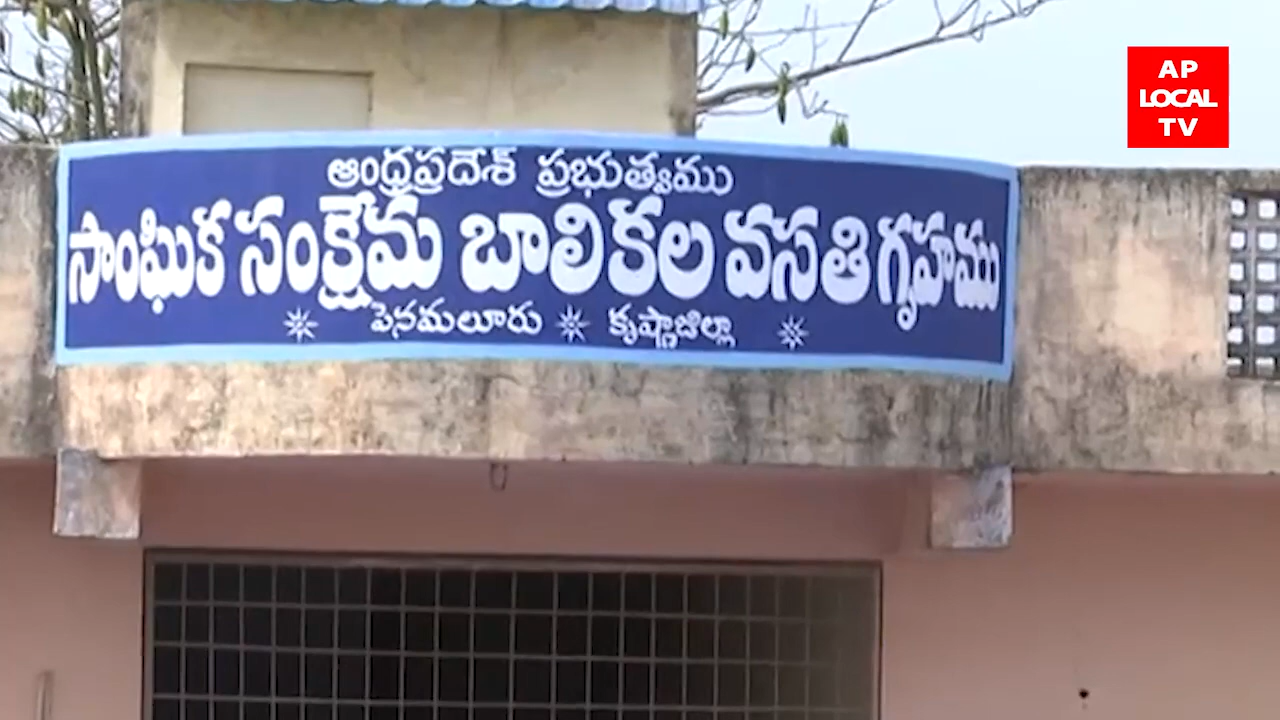 ఆంధ్రప్రదేశ్ ప్రభుత్వము
సాంఘిక సంక్షేమ బాలికల వసతి గృహము
పెనమలూరు కృష్ణాజిల్లా
AP
LOCAL
TV